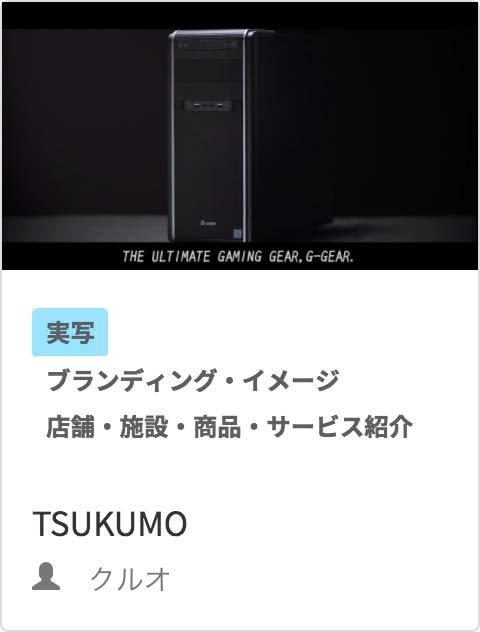 THE ULTIMATE GAMING GEAR,G-GEAR.
実写
ブランディング・イメージ
店舗・施設・商品・サービス紹介
TSUKUMO
クルオ